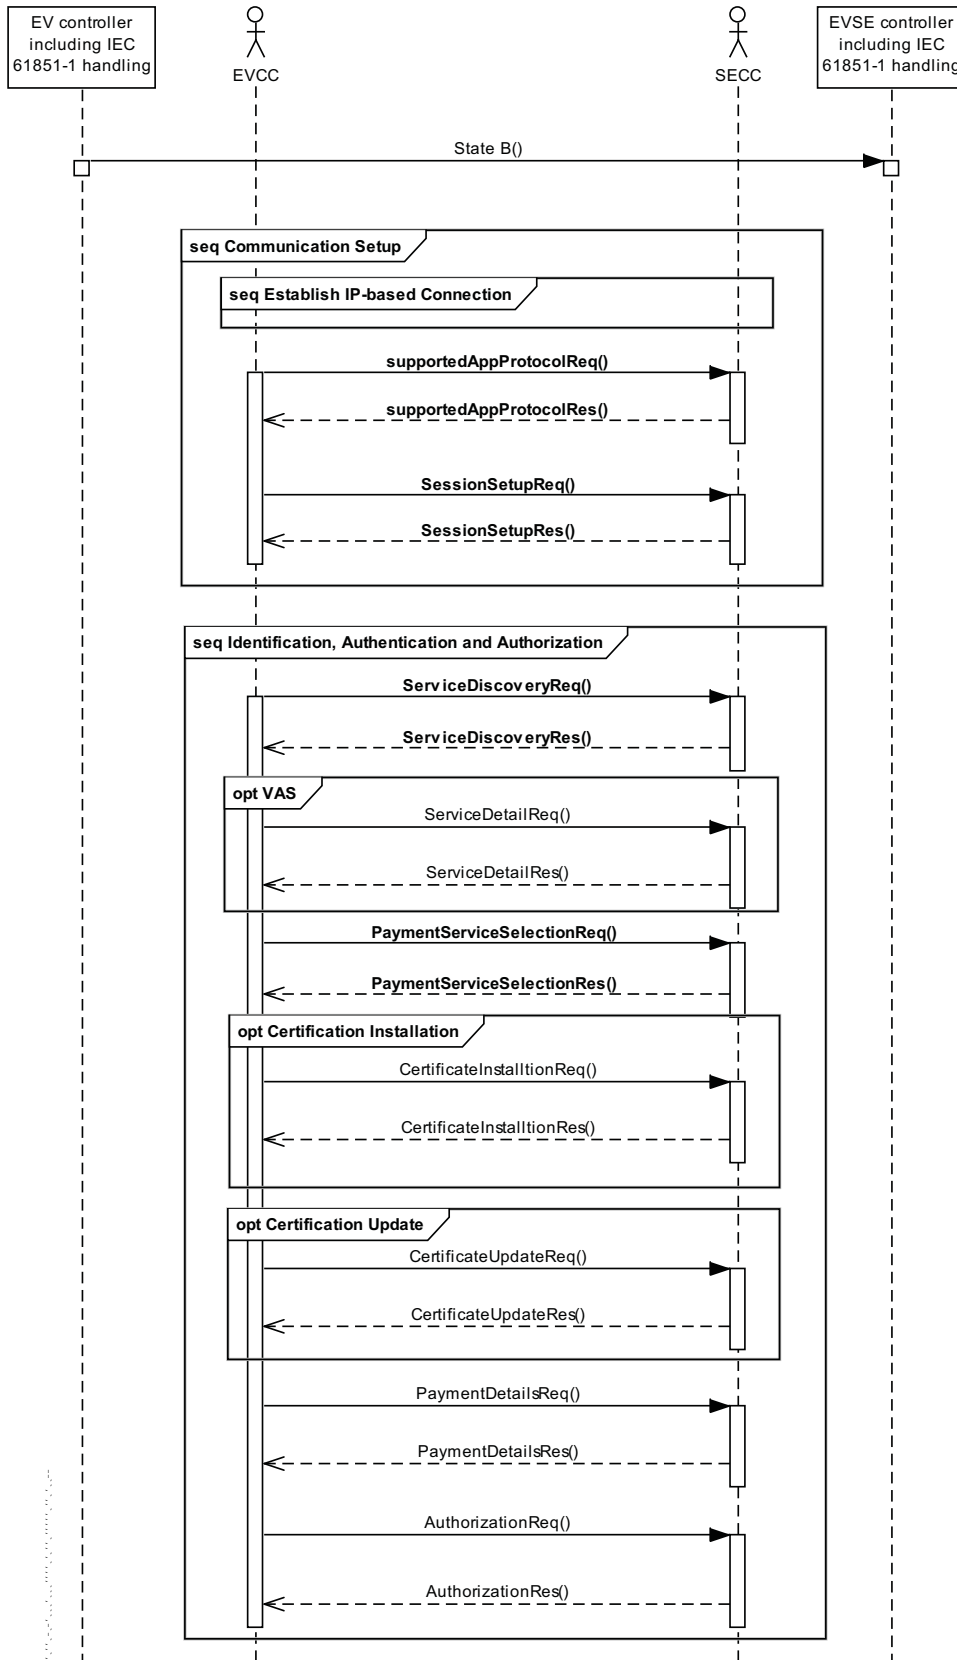 EV controller
including IEC
61851-1 handling
EVCC
SECC
EVSE controller
including IEC
61851-1 handling
State B()
seq Communication Setup
seq Establish IP-based Connection
supportedAppProtocolReq()
supportedAppProtocolRes()
SessionSetupReq()
SessionSetupRes()
seq Identification, Authentication and Authorization
ServiceDiscoveryReq()
ServiceDiscoveryRes()
opt VAS
ServiceDetailReq()
ServiceDetailRes()
PaymentServiceSelectionReq()
PaymentServiceSelectionRes()
opt Certification Installation
CertificateInstalltionReq()
CertificateInstalltionRes()
opt Certification Update
CertificateUpdateReq()
CertificateUpdateRes()
PaymentDetailsReq()
PaymentDetailsRes()
AuthorizationReq()
AuthorizationRes()